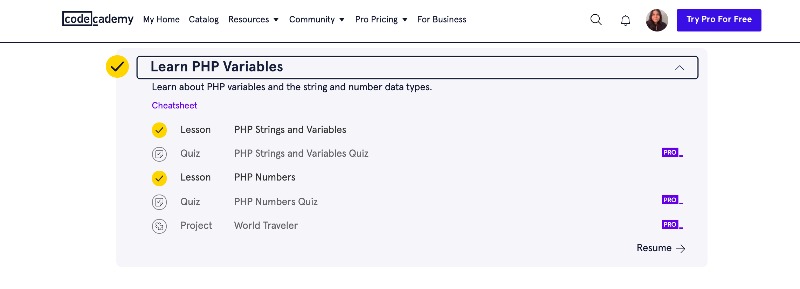 codecademy My Home Catalog Resources Community Pro Pricing For Business Try Pro For Free
Learn PHP Variables
Learn about PHP variables and the string and number data types.
Cheatsheet
Lesson PHP Strings and Variables
Quiz PHP Strings and Variables Quiz PRO
Lesson PHP Numbers
Quiz PHP Numbers Quiz PRO
Project World Traveler PRO
Resume